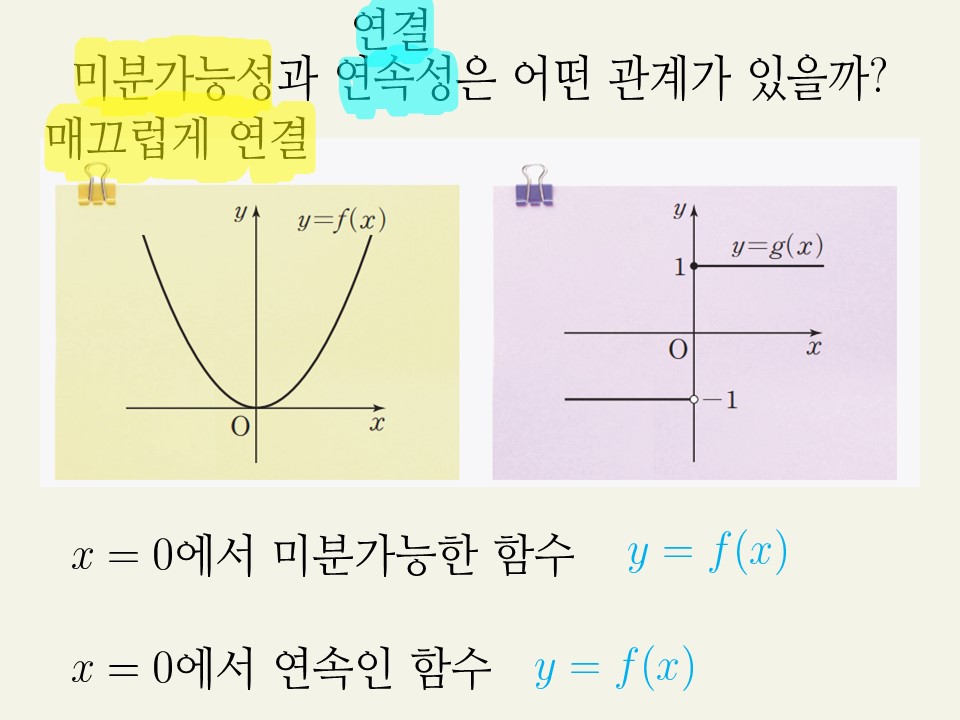 연결
미분가능성과 연속성은 어떤 관계가 있을까?
매끄럽게 연결
y
y=f(x)
O
x
y
y=g(x)
1
O
x
-1
x = 0에서 미분가능한 함수 y = f(x)
x = 0에서 연속인 함수 y = f(x)